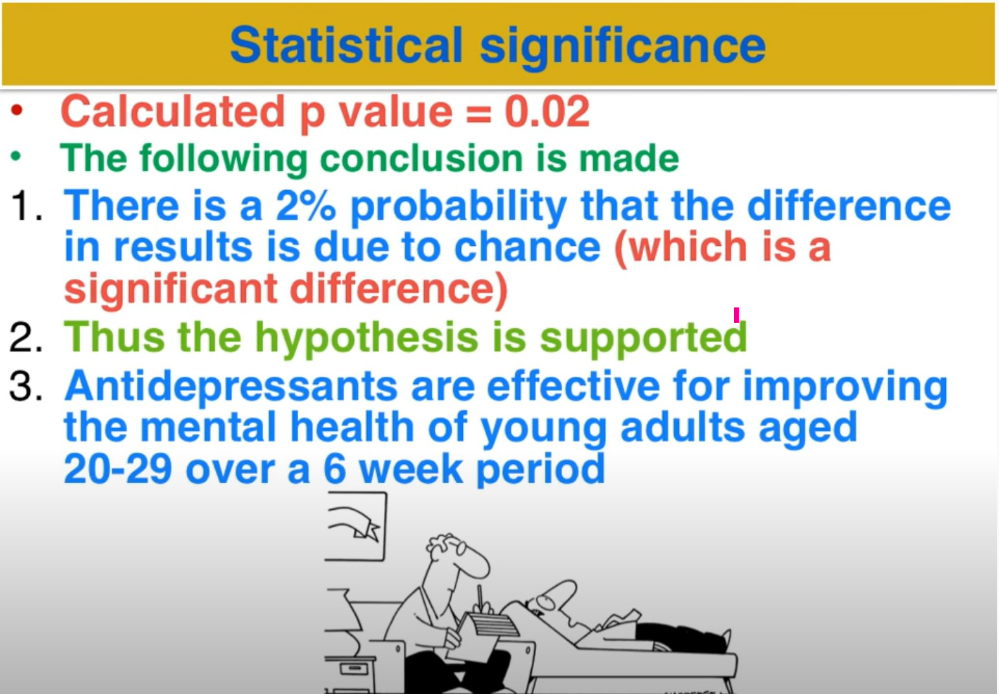 Statistical significance
• Calculated p value = 0.02
• The following conclusion is made
1. There is a 2% probability that the difference
in results is due to chance (which is a
significant difference)
2. Thus the hypothesis is supported
3. Antidepressants are effective for improving
the mental health of young adults aged
20-29 over a 6 week period